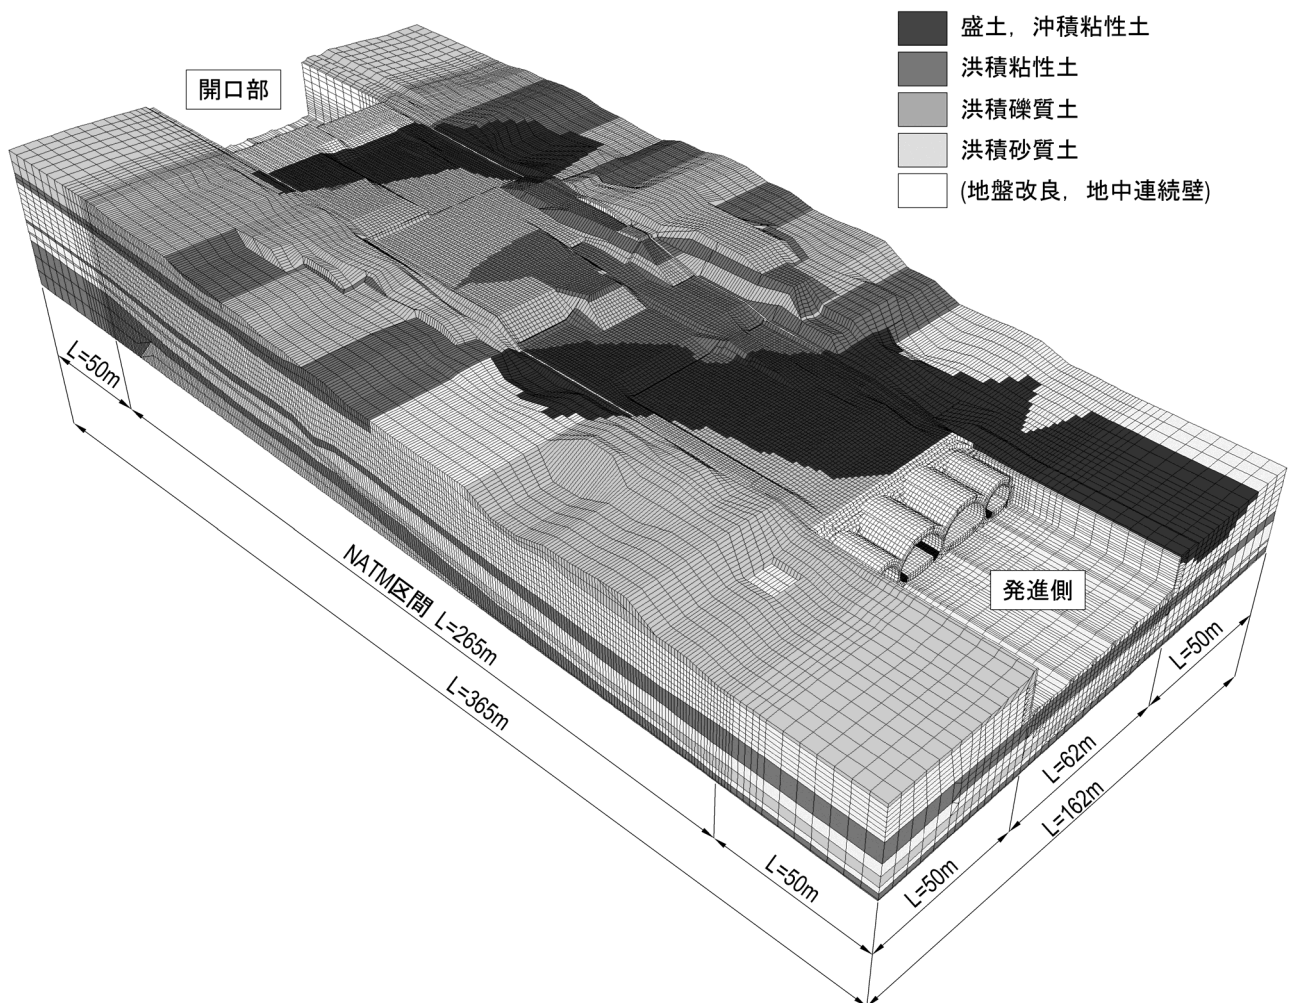 盛土，沖積粘性土
洪積粘性土
洪積礫質土
洪積砂質土
(地盤改良，地中連続壁)
開口部
発進側
L=50m
NATM区間 L=265m
L=365m
L=50m
L=50m
L=62m
L=162m
L=50m